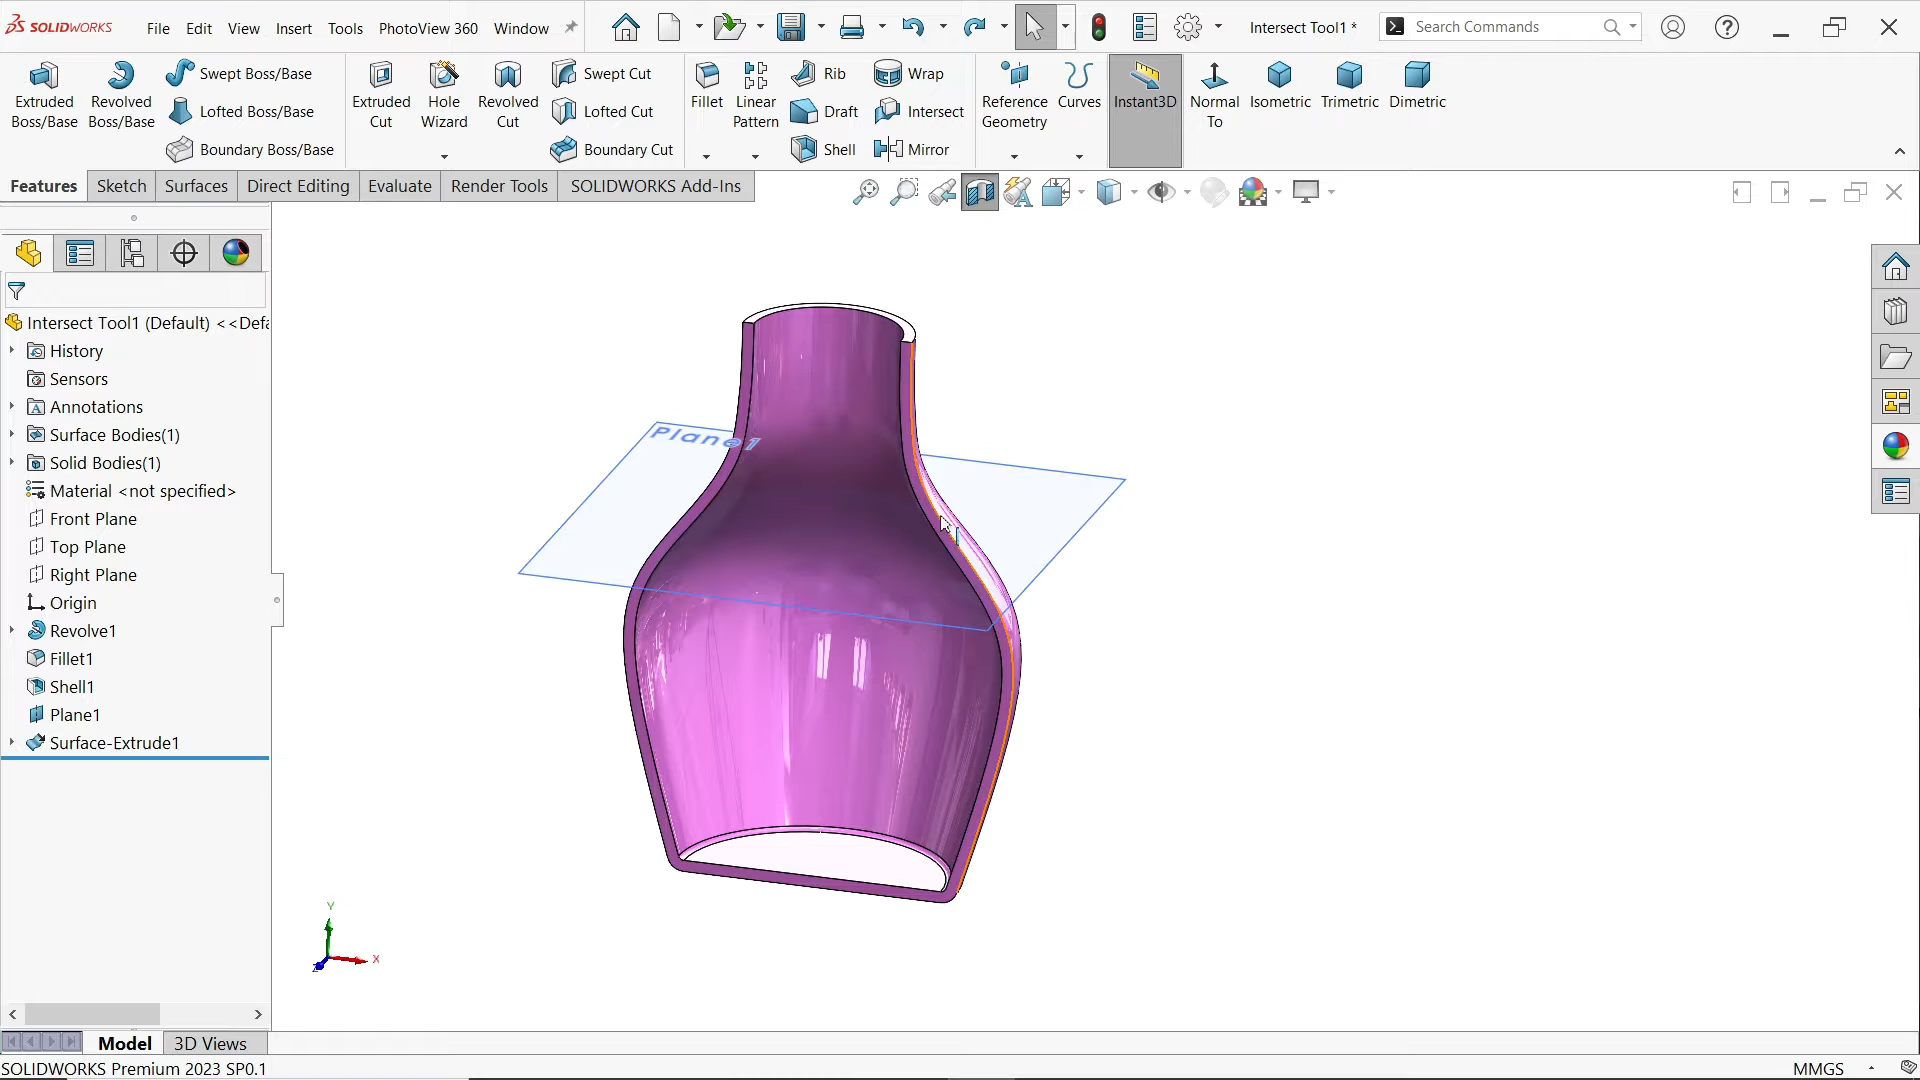 SOLIDWORKS File Edit View Insert Tools PhotoView 360 Window Intersect Tool1 * Search Commands
Extruded Boss/Base
Revolved Boss/Base
Swept Boss/Base
Lofted Boss/Base
Boundary Boss/Base
Extruded Cut
Hole Wizard
Revolved Cut
Swept Cut
Lofted Cut
Boundary Cut
Fillet
Linear Pattern
Rib
Draft
Shell
Wrap
Intersect
Mirror
Reference Geometry
Curves
Instant3D
Normal To
Isometric
Trimetric
Dimetric
Features Sketch Surfaces Direct Editing Evaluate Render Tools SOLIDWORKS Add-Ins
Intersect Tool1 (Default) <<Defa
History
Sensors
Annotations
Surface Bodies(1)
Solid Bodies(1)
Material <not specified>
Front Plane
Top Plane
Right Plane
Origin
Revolve1
Fillet1
Shell1
Plane1
Surface-Extrude1
Plane1
Y
X
Z
Model 3D Views
SOLIDWORKS Premium 2023 SP0.1 MMGS